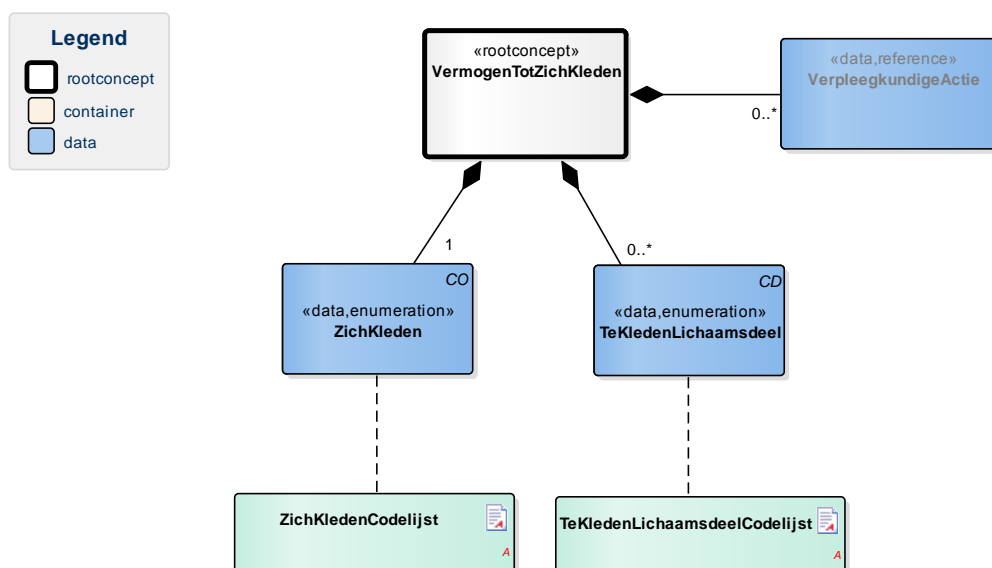 Legend
rootconcept
container
data
«rootconcept»
VermogenTotZichKleden
«data,reference»
VerpleegkundigeActie
0..*
1
0..*
CO
«data,enumeration»
ZichKleden
CD
«data,enumeration»
TeKledenLichaamsdeel
ZichKledenCodelijst
A
TeKledenLichaamsdeelCodelijst
A